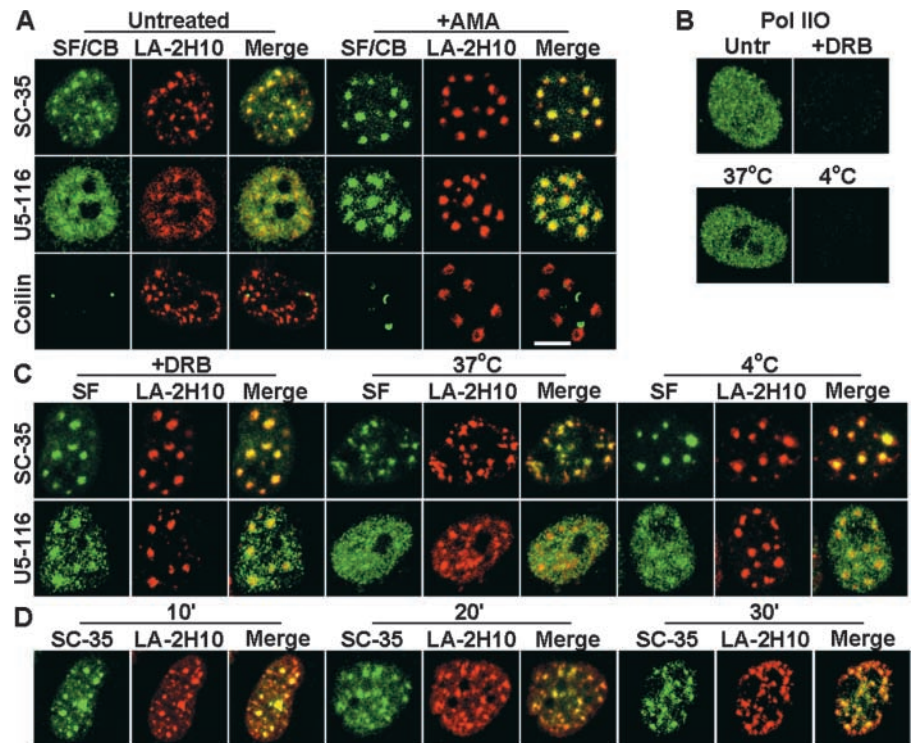 A
Untreated
+AMA
SF/CB LA-2H10 Merge SF/CB LA-2H10 Merge
SC-35
U5-116
Coilin
B
Pol IIO
Untr +DRB
37°C 4°C
C
+DRB
37°C
4°C
SF LA-2H10 Merge SF LA-2H10 Merge SF LA-2H10 Merge
SC-35
U5-116
D
10'
20'
30'
SC-35 LA-2H10 Merge SC-35 LA-2H10 Merge SC-35 LA-2H10 Merge